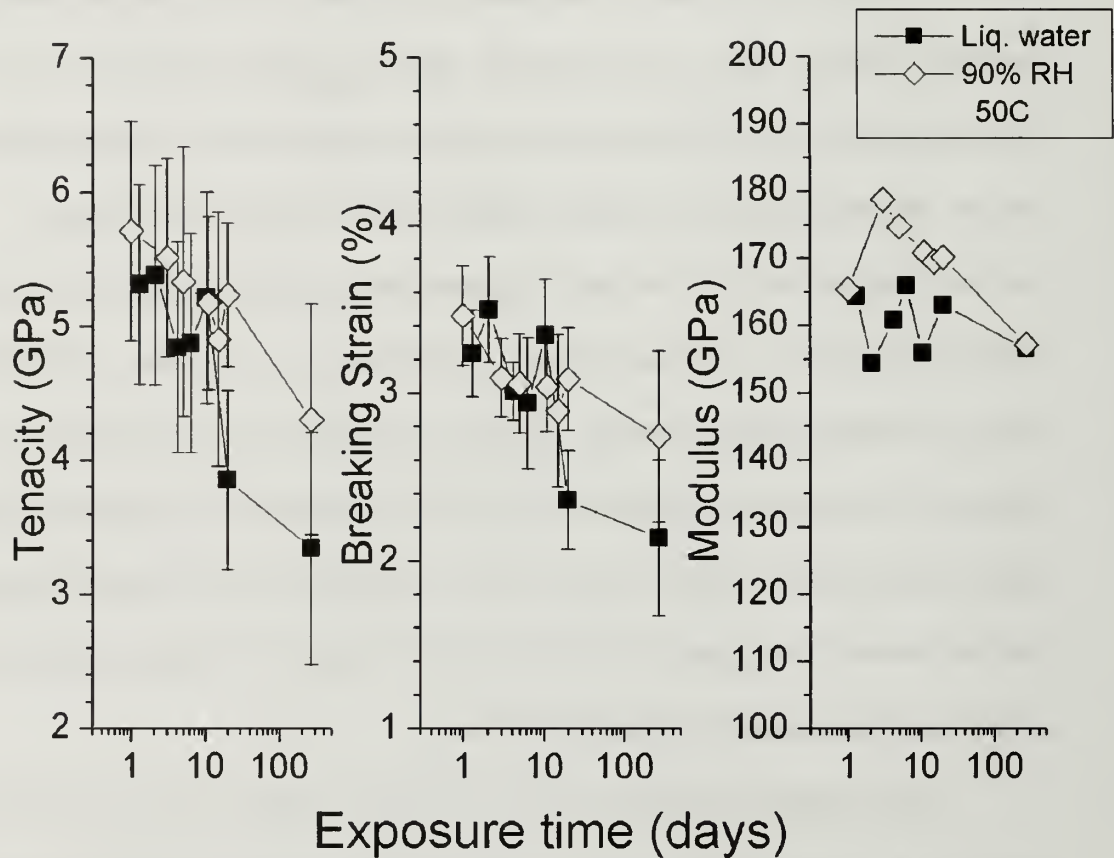 Liq. water
90% RH
50C
Tenacity (GPa)
7
6
5
4
3
2
1 10 100
Breaking Strain (%)
5
4
3
2
1
1 10 100
Modulus (GPa)
200
190
180
170
160
150
140
130
120
110
100
1 10 100
Exposure time (days)